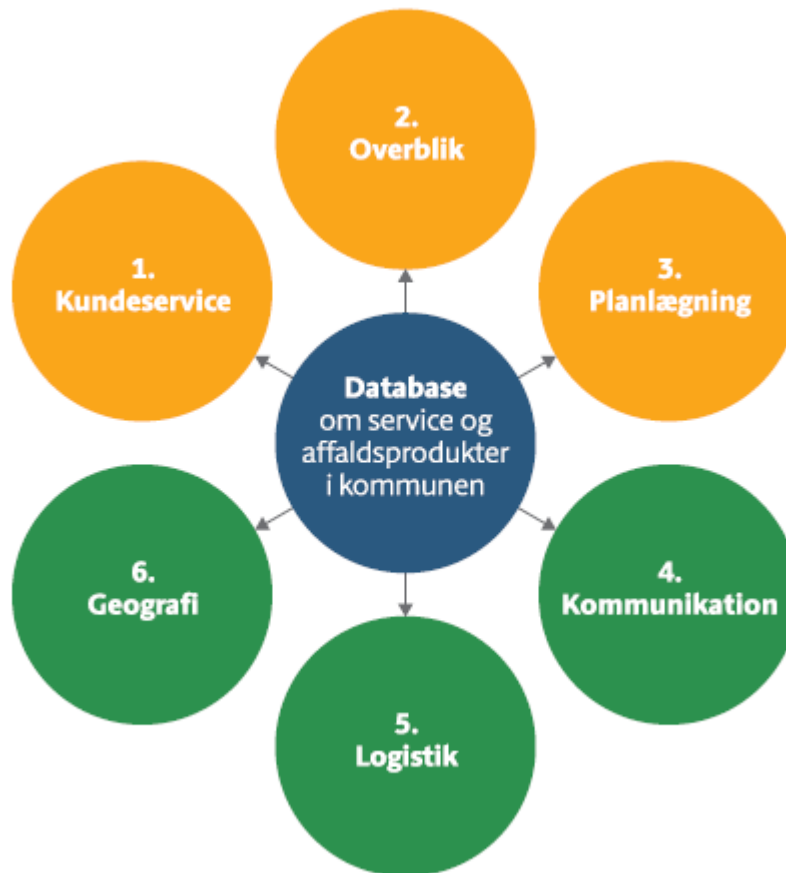 2.
Overblik
1.
Kundeservice
3.
Planlægning
Database
om service og
affaldsprodukter
i kommunen
6.
Geografi
4.
Kommunikation
5.
Logistik